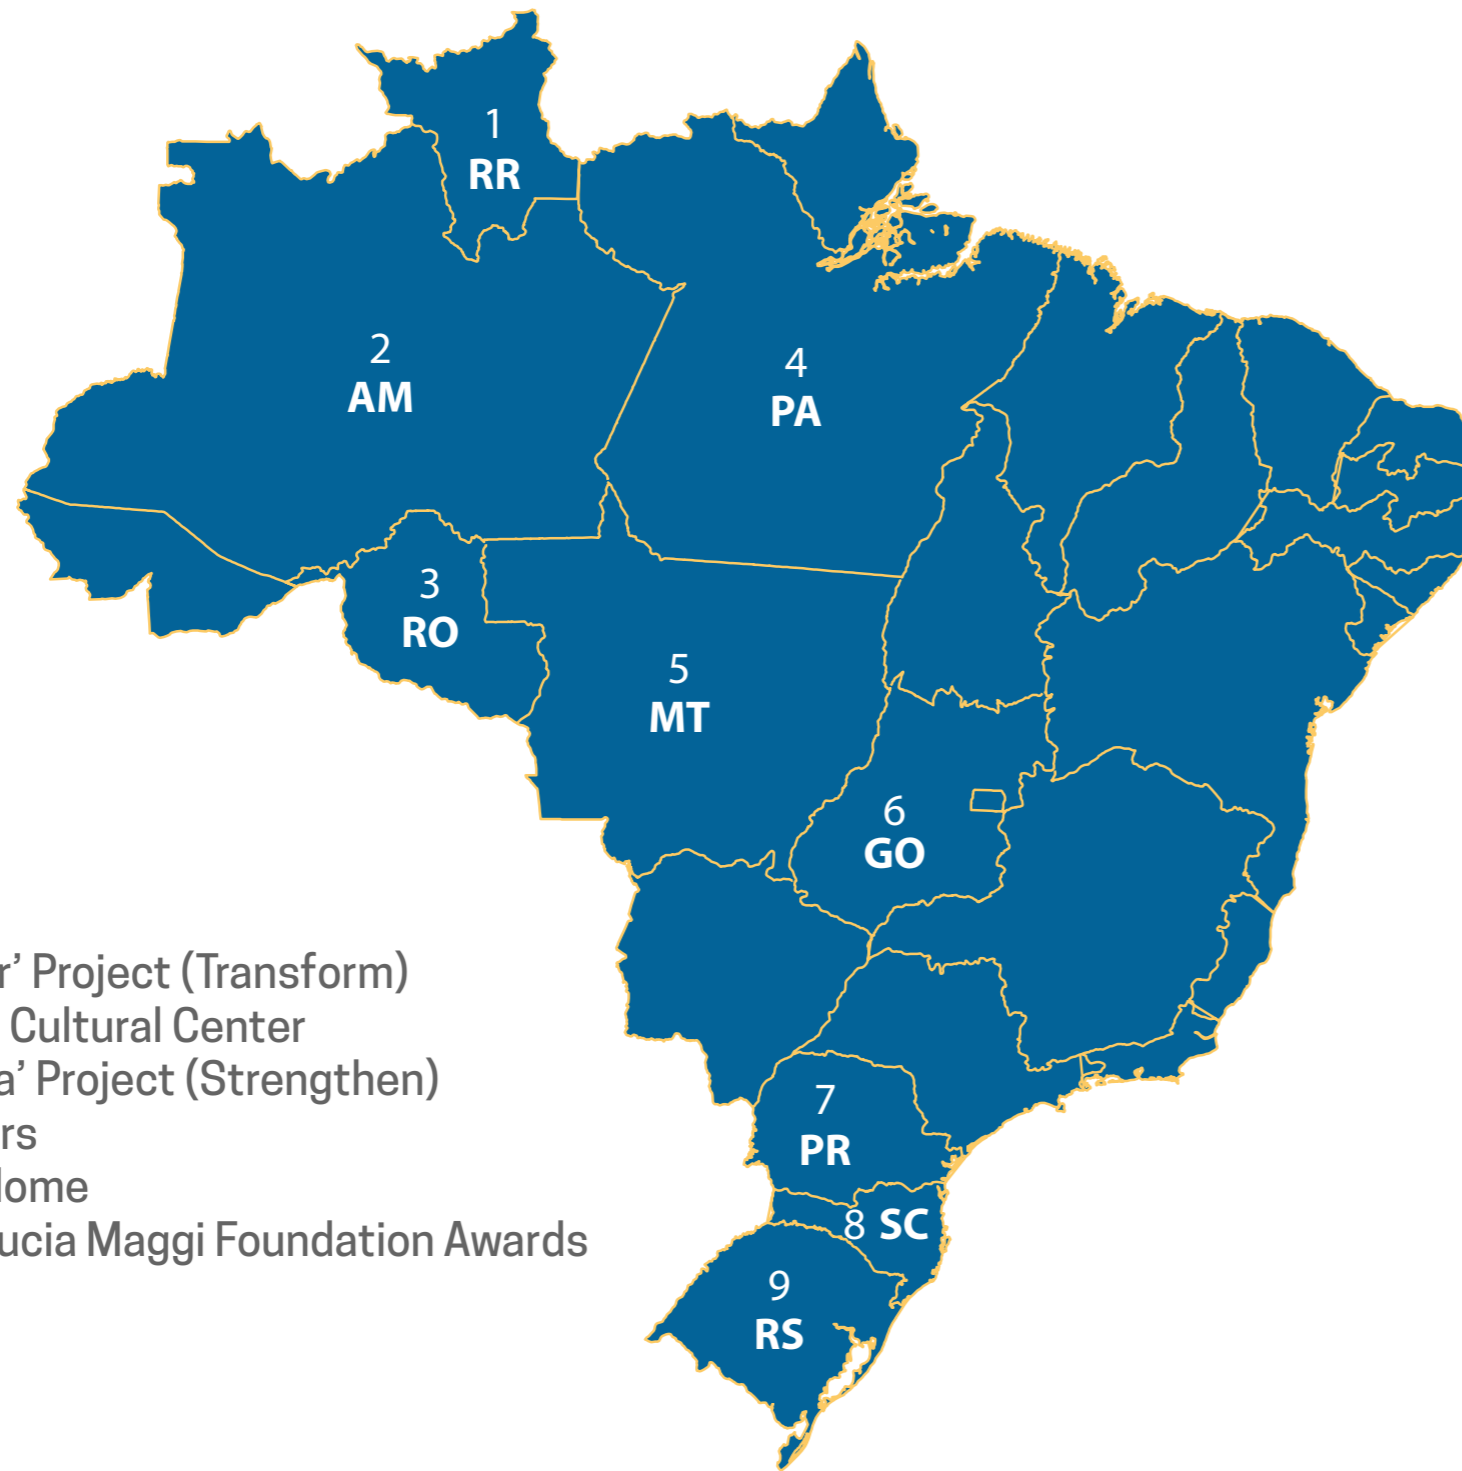 1
RR
2
AM
4
PA
3
RO
5
MT
6
GO
r’ Project (Transform)
Cultural Center
a’ Project (Strengthen)
rs
ucia Maggi Foundation Awards
7
PR
8 SC
9
RS